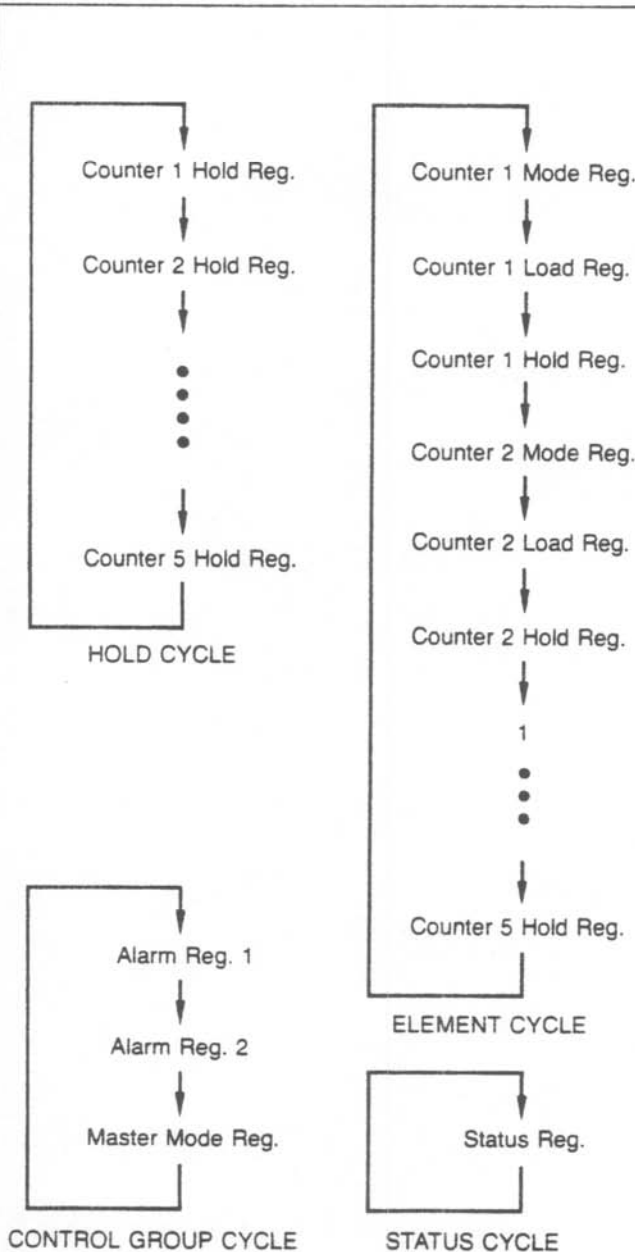 Counter 1 Hold Reg.
Counter 2 Hold Reg.
Counter 5 Hold Reg.
HOLD CYCLE
Counter 1 Mode Reg.
Counter 1 Load Reg.
Counter 1 Hold Reg.
Counter 2 Mode Reg.
Counter 2 Load Reg.
Counter 2 Hold Reg.
1
Counter 5 Hold Reg.
ELEMENT CYCLE
Alarm Reg. 1
Alarm Reg. 2
Master Mode Reg.
CONTROL GROUP CYCLE
Status Reg.
STATUS CYCLE